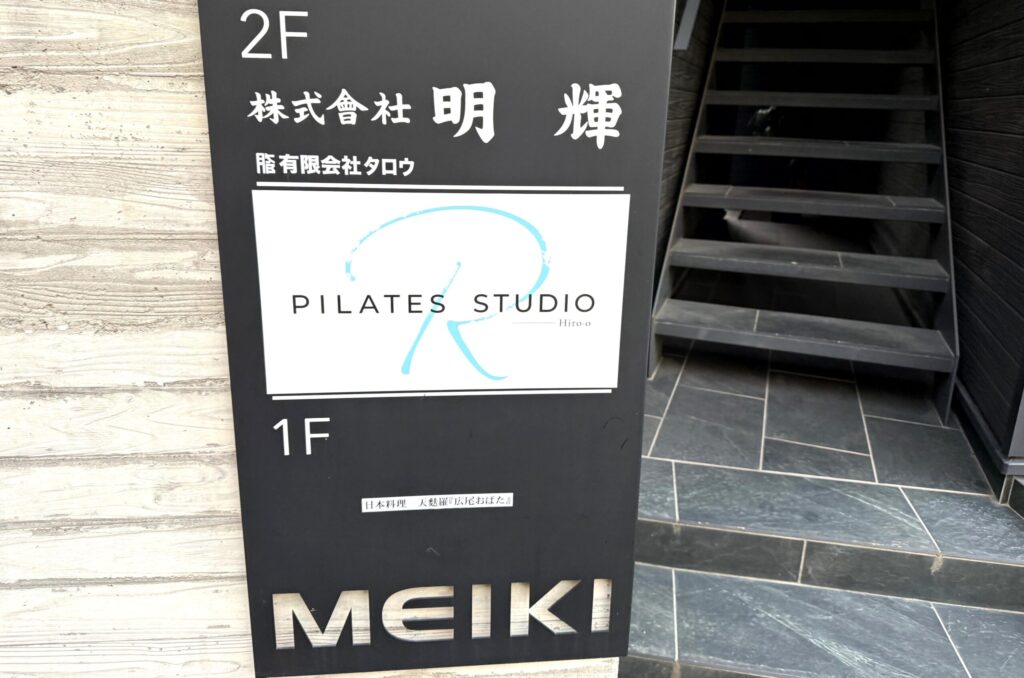 2F
株式會社 明 輝
有限会社タロウ
R
PILATES STUDIO
Hiro-o
1F
日本料理 天麩羅『広尾おばた』
MEIKI